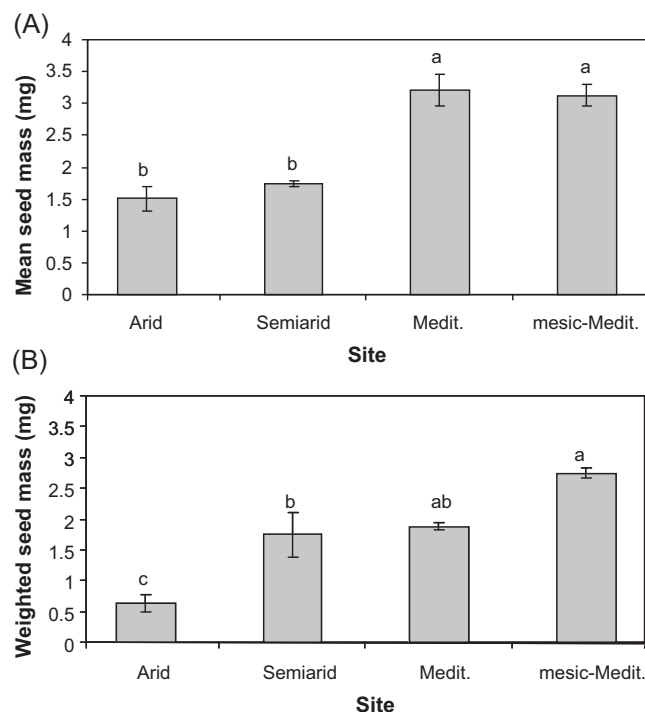 (A)
Mean seed mass (mg)
4
3.5
3
2.5
2
1.5
1
0.5
0
b
b
a
a
Arid
Semiarid
Medit.
mesic-Medit.
Site
(B)
Weighted seed mass (mg)
4
3.5
3
2.5
2
1.5
1
0.5
0
c
b
ab
a
Arid
Semiarid
Medit.
mesic-Medit.
Site